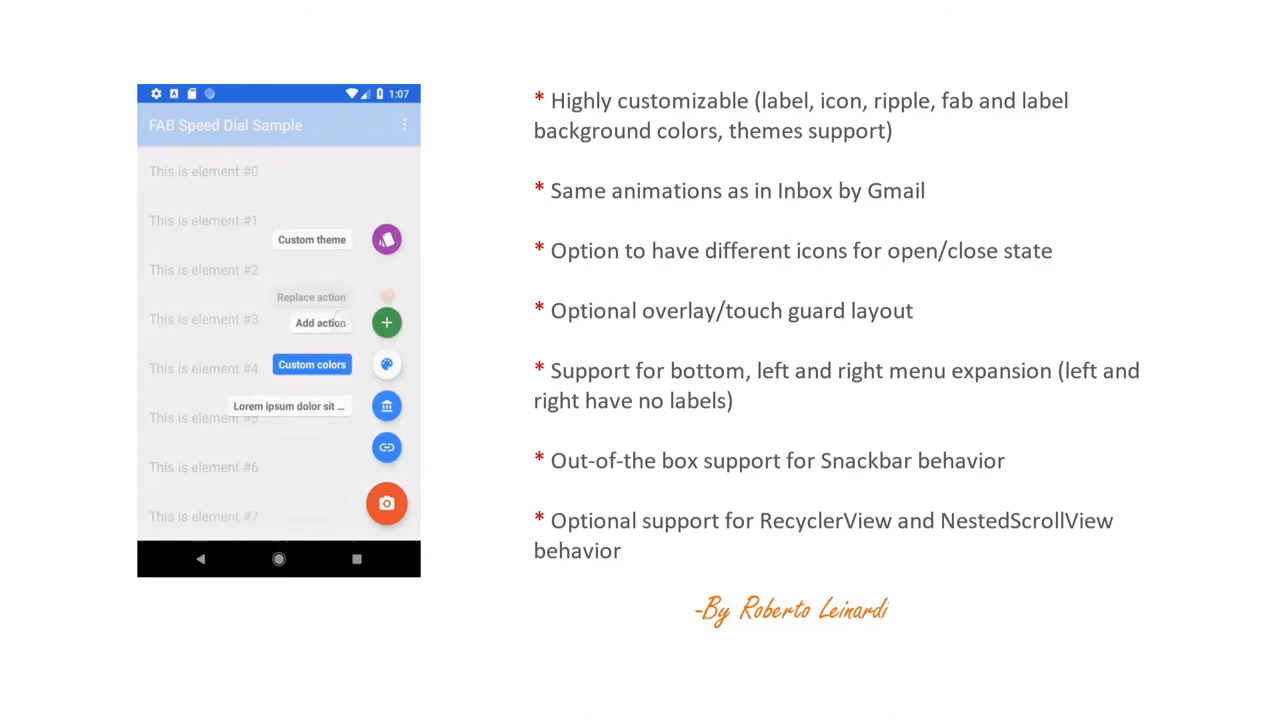 1:07
FAB Speed Dial Sample
This is element #0
This is element #1
Custom theme
This is element #2
Replace action
This is element #3
Add action
This is element #4
Custom colors
Lorem ipsum dolor sit ...
This is element #5
This is element #6
This is element #7
* Highly customizable (label, icon, ripple, fab and label
background colors, themes support)
* Same animations as in Inbox by Gmail
* Option to have different icons for open/close state
* Optional overlay/touch guard layout
* Support for bottom, left and right menu expansion (left and
right have no labels)
* Out-of-the box support for Snackbar behavior
* Optional support for RecyclerView and NestedScrollView
behavior
-By Roberto Leinardi